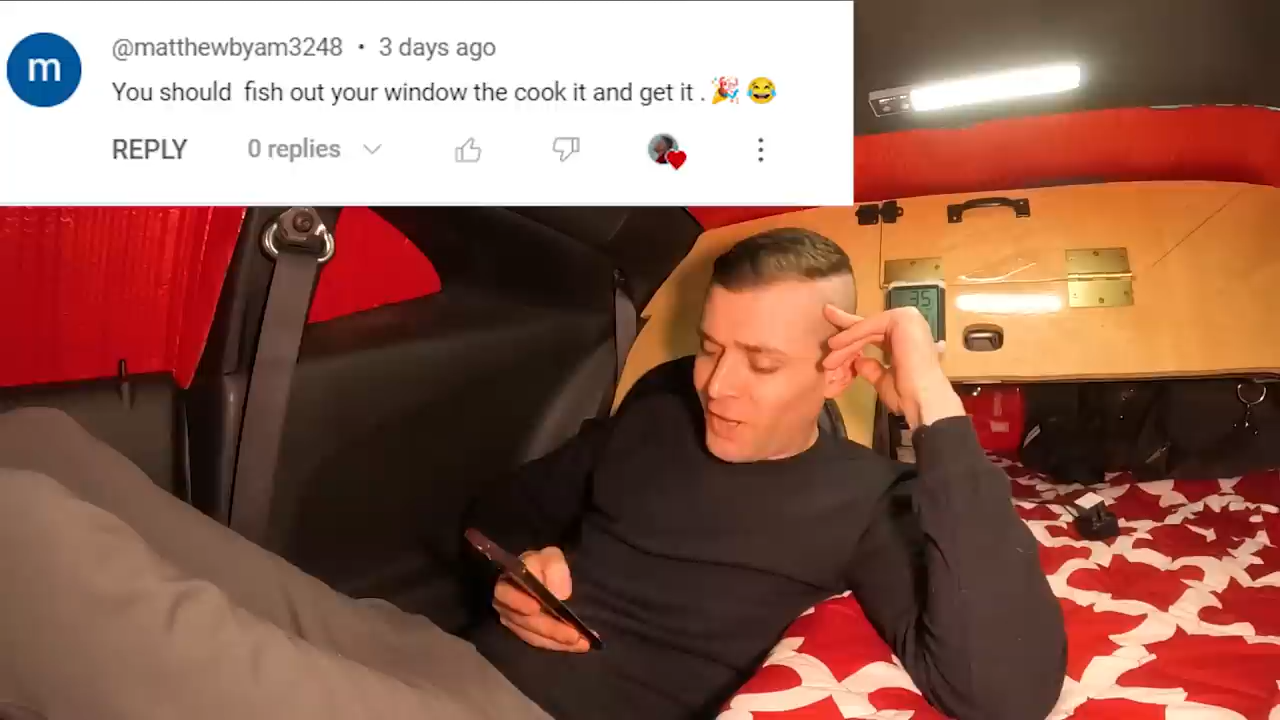 m
@matthewbyam3248 • 3 days ago
You should fish out your window the cook it and get it . 🎉 😂
REPLY 0 replies
35